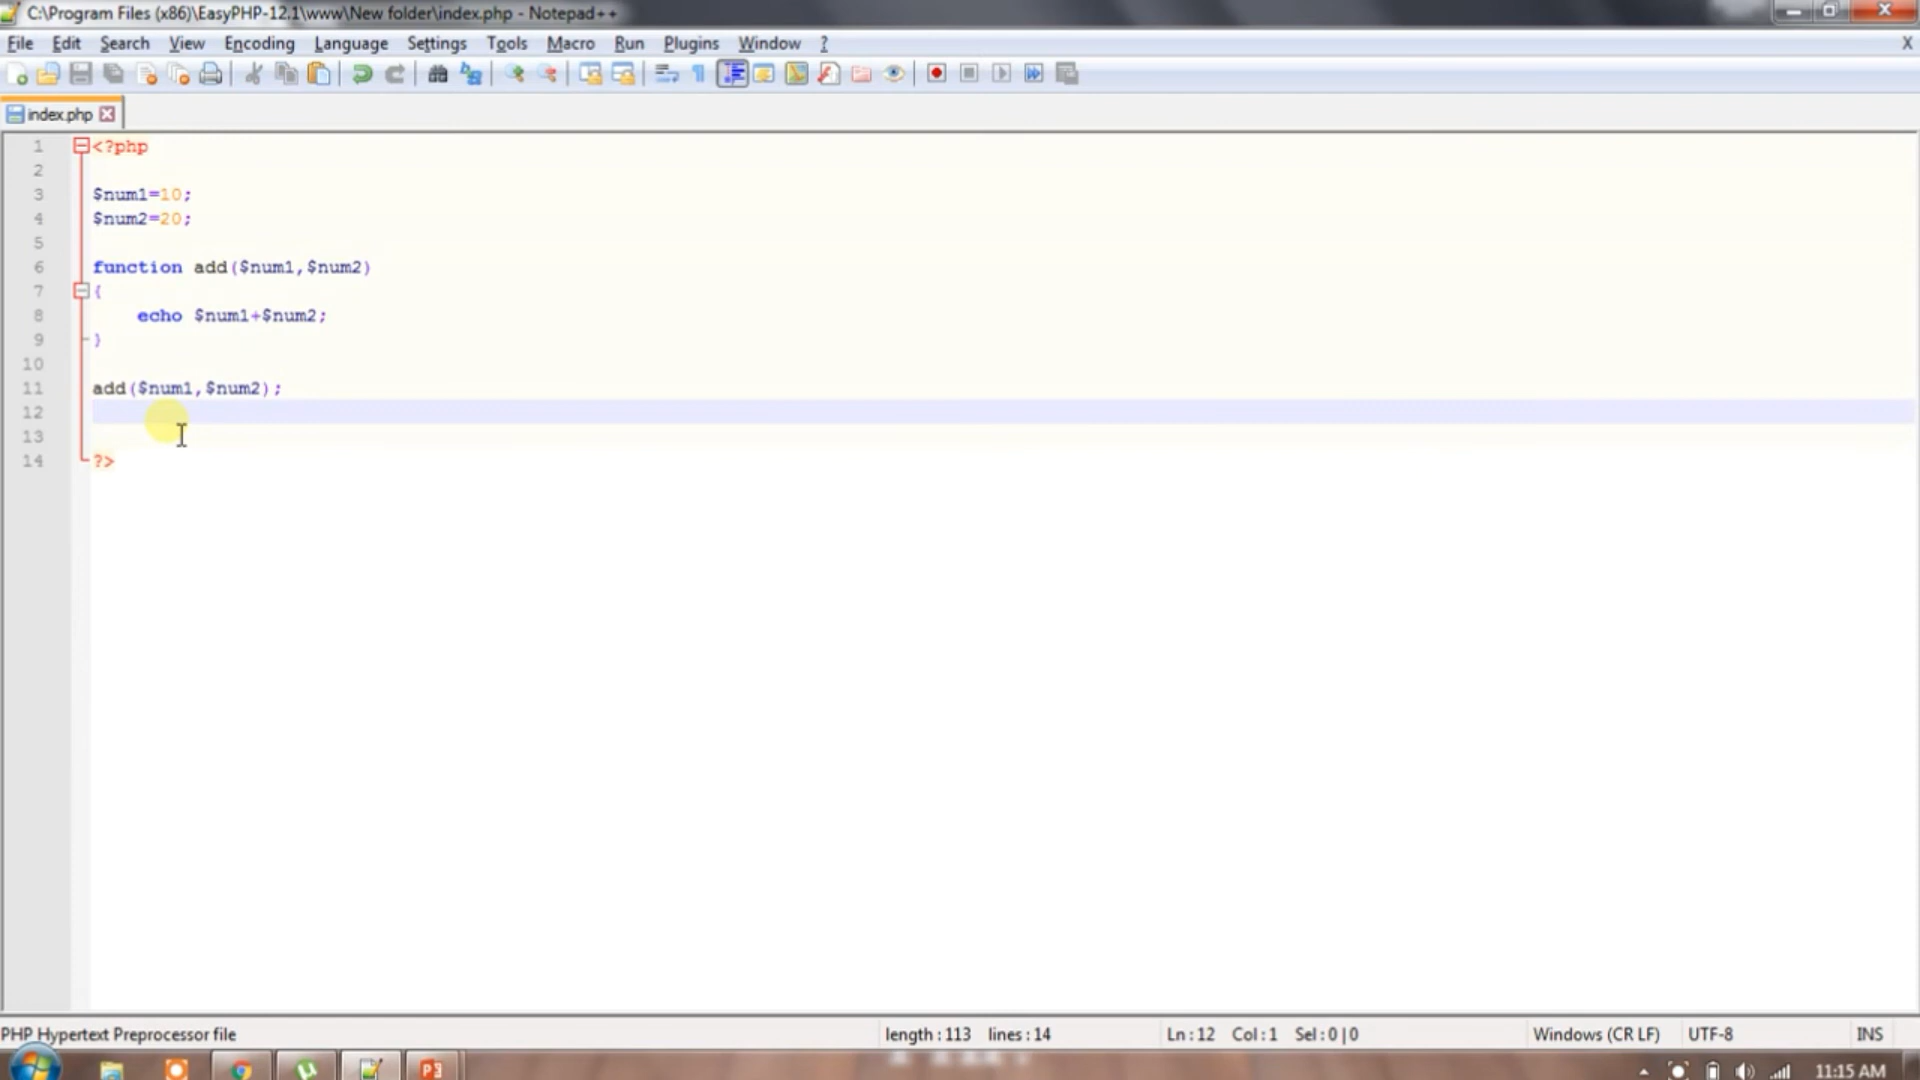 C:\Program Files (x86)\EasyPHP-12.1\www\New folder\index.php - Notepad++
File Edit Search View Encoding Language Settings Tools Macro Run Plugins Window ? X
index.php
1 <?php
2
3 $num1=10;
4 $num2=20;
5
6 function add($num1,$num2)
7 {
8 echo $num1+$num2;
9 }
10
11 add($num1,$num2);
12
13
14 ?>
PHP Hypertext Preprocessor file length : 113 lines : 14 Ln : 12 Col : 1 Sel : 0 | 0 Windows (CR LF) UTF-8 INS
11:15 AM